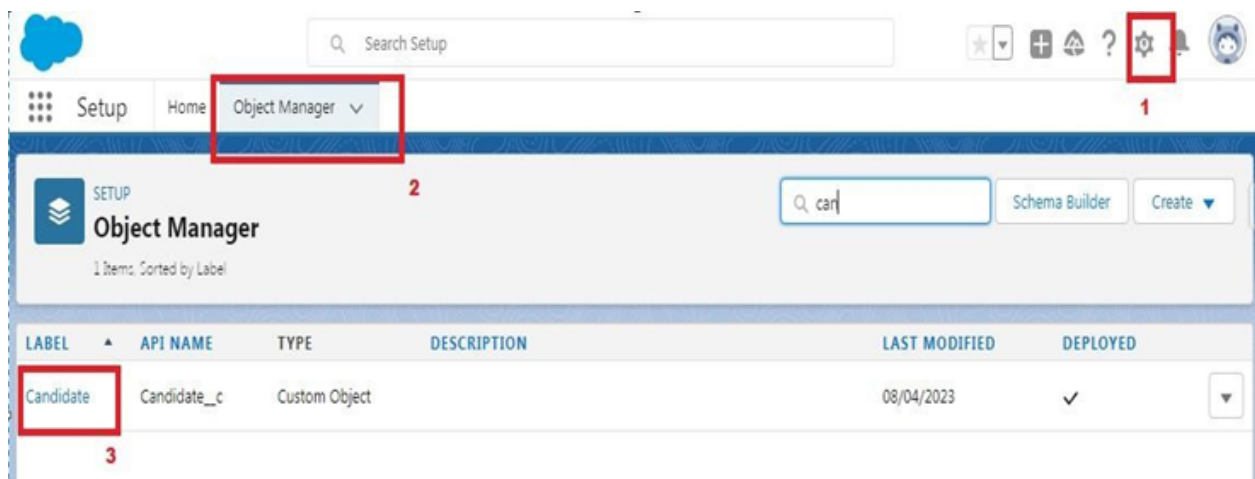 Search Setup
Setup Home Object Manager
1
2
SETUP
Object Manager
1 Items, Sorted by Label
can
Schema Builder
Create
LABEL API NAME TYPE DESCRIPTION LAST MODIFIED DEPLOYED
Candidate Candidate__c Custom Object 08/04/2023
3